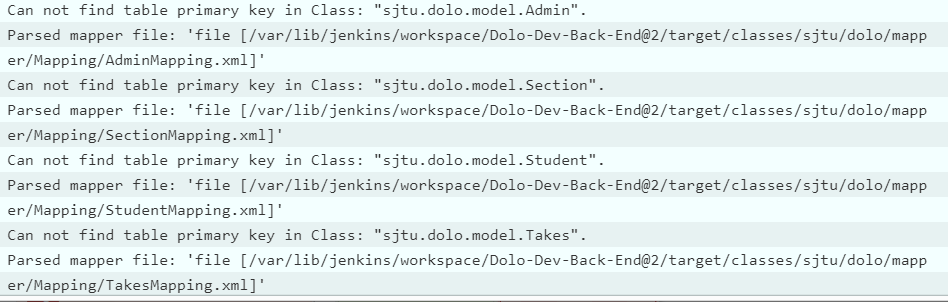 Can not find table primary key in Class: "sjtu.dolo.model.Admin".
Parsed mapper file: 'file [/var/lib/jenkins/workspace/Dolo-Dev-Back-End@2/target/classes/sjtu/dolo/mapp
er/Mapping/AdminMapping.xml]'
Can not find table primary key in Class: "sjtu.dolo.model.Section".
Parsed mapper file: 'file [/var/lib/jenkins/workspace/Dolo-Dev-Back-End@2/target/classes/sjtu/dolo/mapp
er/Mapping/SectionMapping.xml]'
Can not find table primary key in Class: "sjtu.dolo.model.Student".
Parsed mapper file: 'file [/var/lib/jenkins/workspace/Dolo-Dev-Back-End@2/target/classes/sjtu/dolo/mapp
er/Mapping/StudentMapping.xml]'
Can not find table primary key in Class: "sjtu.dolo.model.Takes".
Parsed mapper file: 'file [/var/lib/jenkins/workspace/Dolo-Dev-Back-End@2/target/classes/sjtu/dolo/mapp
er/Mapping/TakesMapping.xml]'